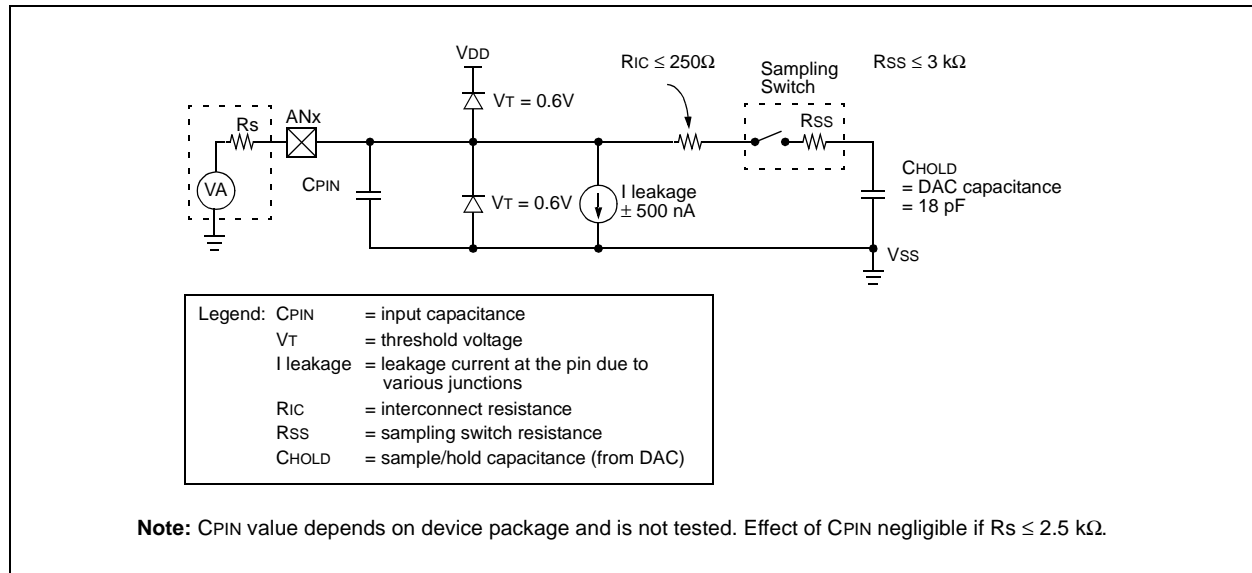 VDD
RIC ≤ 250Ω
Sampling
Switch
RSS ≤ 3 kΩ
VT = 0.6V
Rs
ANx
RSS
VA
CPIN
VT = 0.6V
I leakage
± 500 nA
CHOLD
= DAC capacitance
= 18 pF
VSS
Legend: CPIN = input capacitance
VT = threshold voltage
I leakage = leakage current at the pin due to
various junctions
RIC = interconnect resistance
RSS = sampling switch resistance
CHOLD = sample/hold capacitance (from DAC)
Note: CPIN value depends on device package and is not tested. Effect of CPIN negligible if Rs ≤ 2.5 kΩ.